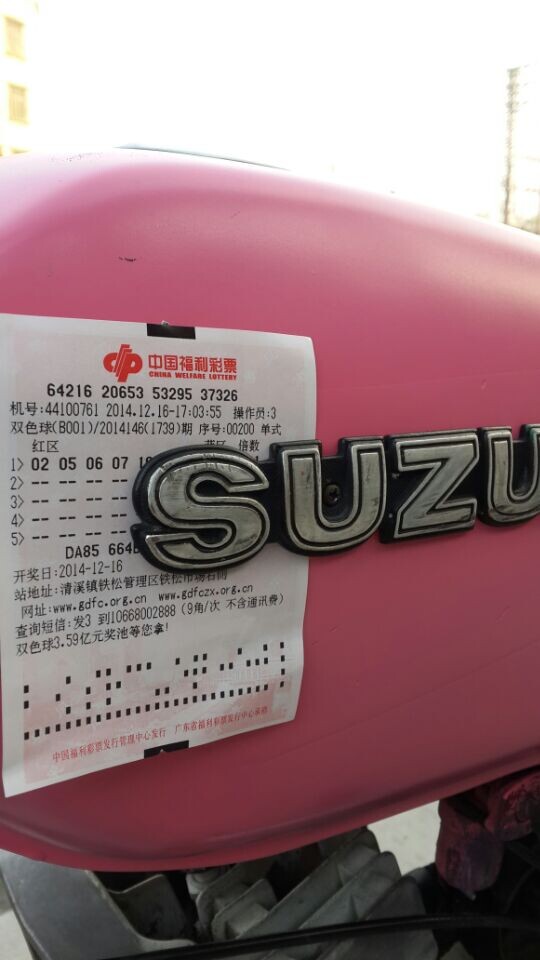 中国福利彩票
CHINA WELFARE LOTTERY
64216 20653 53295 37326
机号:44100761 2014.12.16-17:03:55 操作员:3
双色球(B001)/2014146(1739)期 序号:00200 单式
红区 蓝区 倍数
1> 02 05 06 07
2> -- -- -- --
3> -- -- -- --
4> -- -- -- --
5> -- -- -- --
SUZU
DA85
开奖日:2014-12-16
站地址:清溪镇铁松管理区铁松市场右侧
网址:www.gdfc.org.cn www.gdfczx.org.cn
查询短信:发3 到10668002888 (9角/次 不含通讯费)
双色球3.59亿元奖池等您拿!
中国福利彩票发行管理中心发行 广东省福利彩票发行中心承销